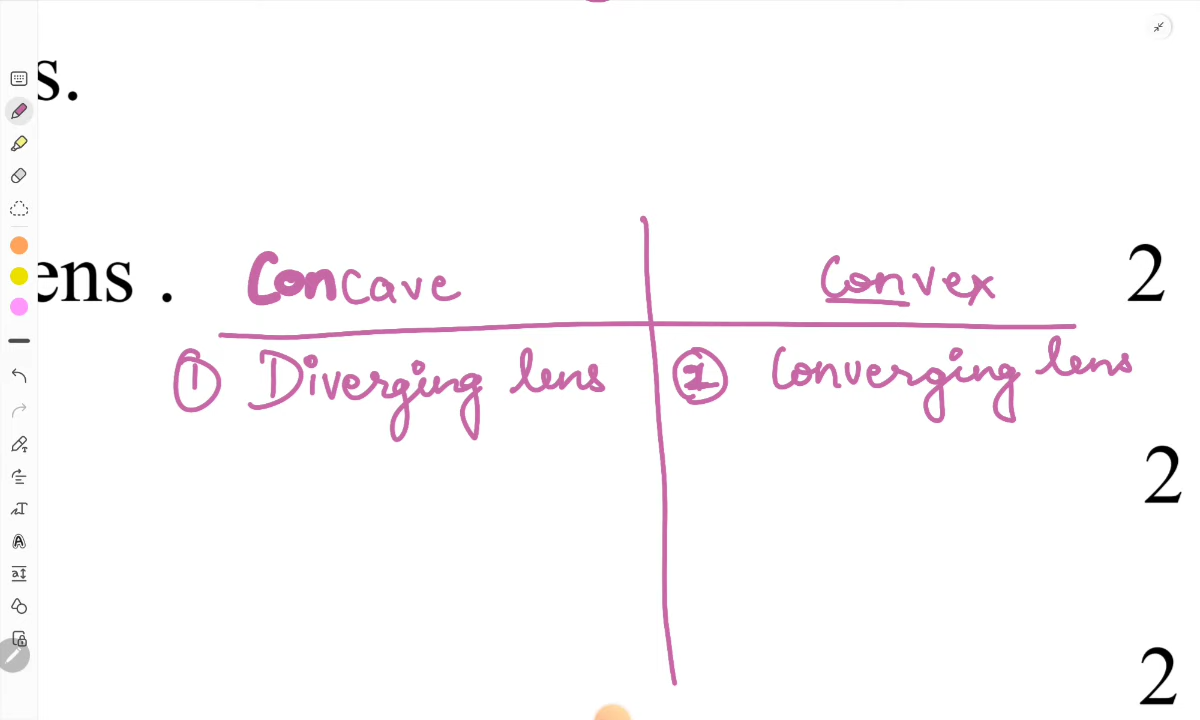 s.
ens . Concave Convex 2
① Diverging lens ② Converging lens
2
2